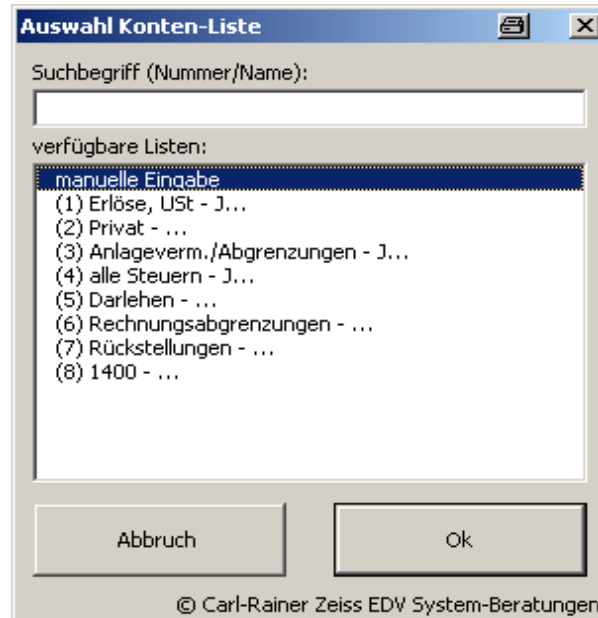 Auswahl Konten-Liste
Suchbegriff (Nummer/Name):
verfügbare Listen:
manuelle Eingabe
(1) Erlöse, USt - J...
(2) Privat - ...
(3) Anlageverm./Abgrenzungen - J...
(4) alle Steuern - J...
(5) Darlehen - ...
(6) Rechnungsabgrenzungen - ...
(7) Rückstellungen - ...
(8) 1400 - ...
Abbruch Ok
© Carl-Rainer Zeiss EDV System-Beratungen